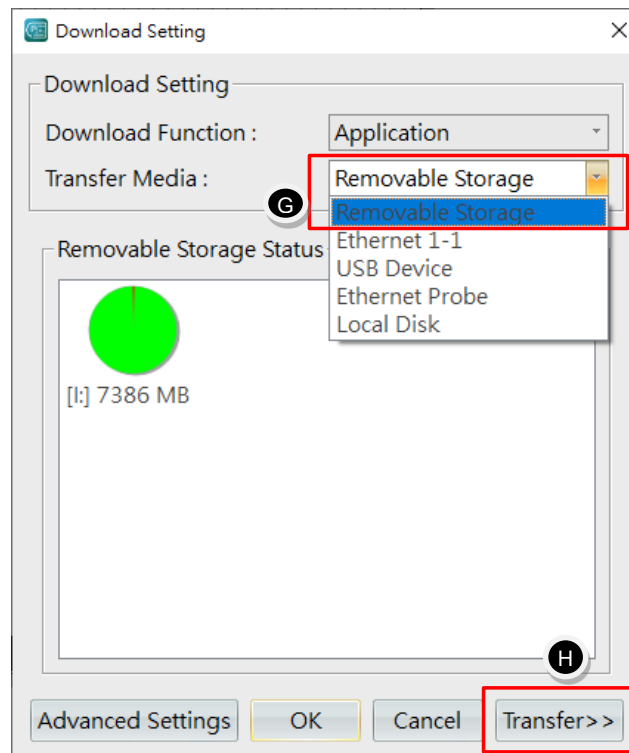 Download Setting
Download Setting
Download Function : Application
Transfer Media : Removable Storage
G
Removable Storage
Ethernet 1-1
USB Device
Ethernet Probe
Local Disk
Removable Storage Status
[I:] 7386 MB
H
Advanced Settings OK Cancel Transfer>>